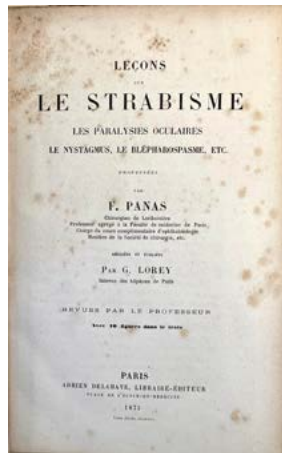 LEÇONS
SUR
LE STRABISME
LES PARALYSIES OCULAIRES
LE NYSTAGMUS, LE BLÉPHAROSPASME, ETC.
PROFESSÉES
PAR
F. PANAS
Chirurgien de Lariboisière
Professeur agrégé à la Faculté de médecine de Paris,
Chargé du cours complémentaire d'ophthalmologie
Membre de la Société de chirurgie, etc.
RÉDIGÉES ET PUBLIÉES
PAR G. LOREY
Interne des hôpitaux de Paris
REVUES PAR LE PROFESSEUR
Avec 10 figures dans le texte
PARIS
ADRIEN DELAHAYE, LIBRAIRE-ÉDITEUR
PLACE DE L'ÉCOLE-DE-MÉDECINE
1873